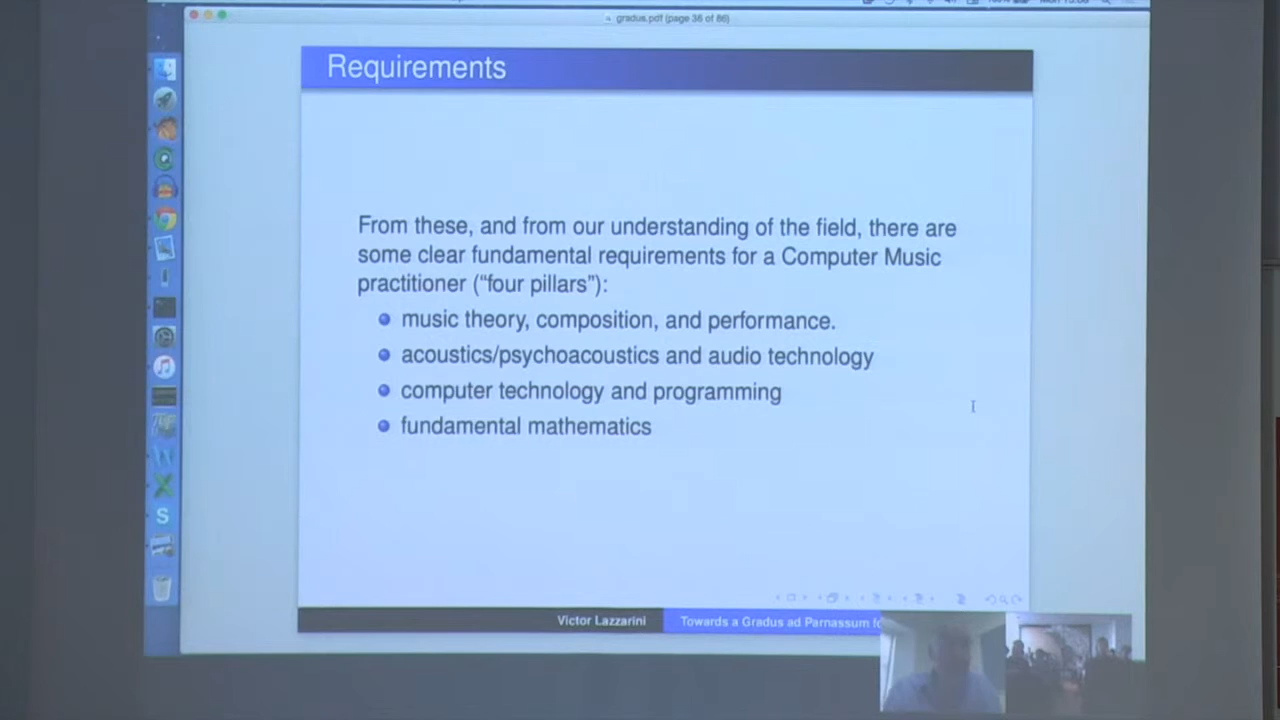 gradus.pdf (page 36 of 86)
Requirements
From these, and from our understanding of the field, there are
some clear fundamental requirements for a Computer Music
practitioner (“four pillars”):
music theory, composition, and performance.
acoustics/psychoacoustics and audio technology
computer technology and programming
fundamental mathematics
S
Victor Lazzarini
Towards a Gradus ad Parnassum fo